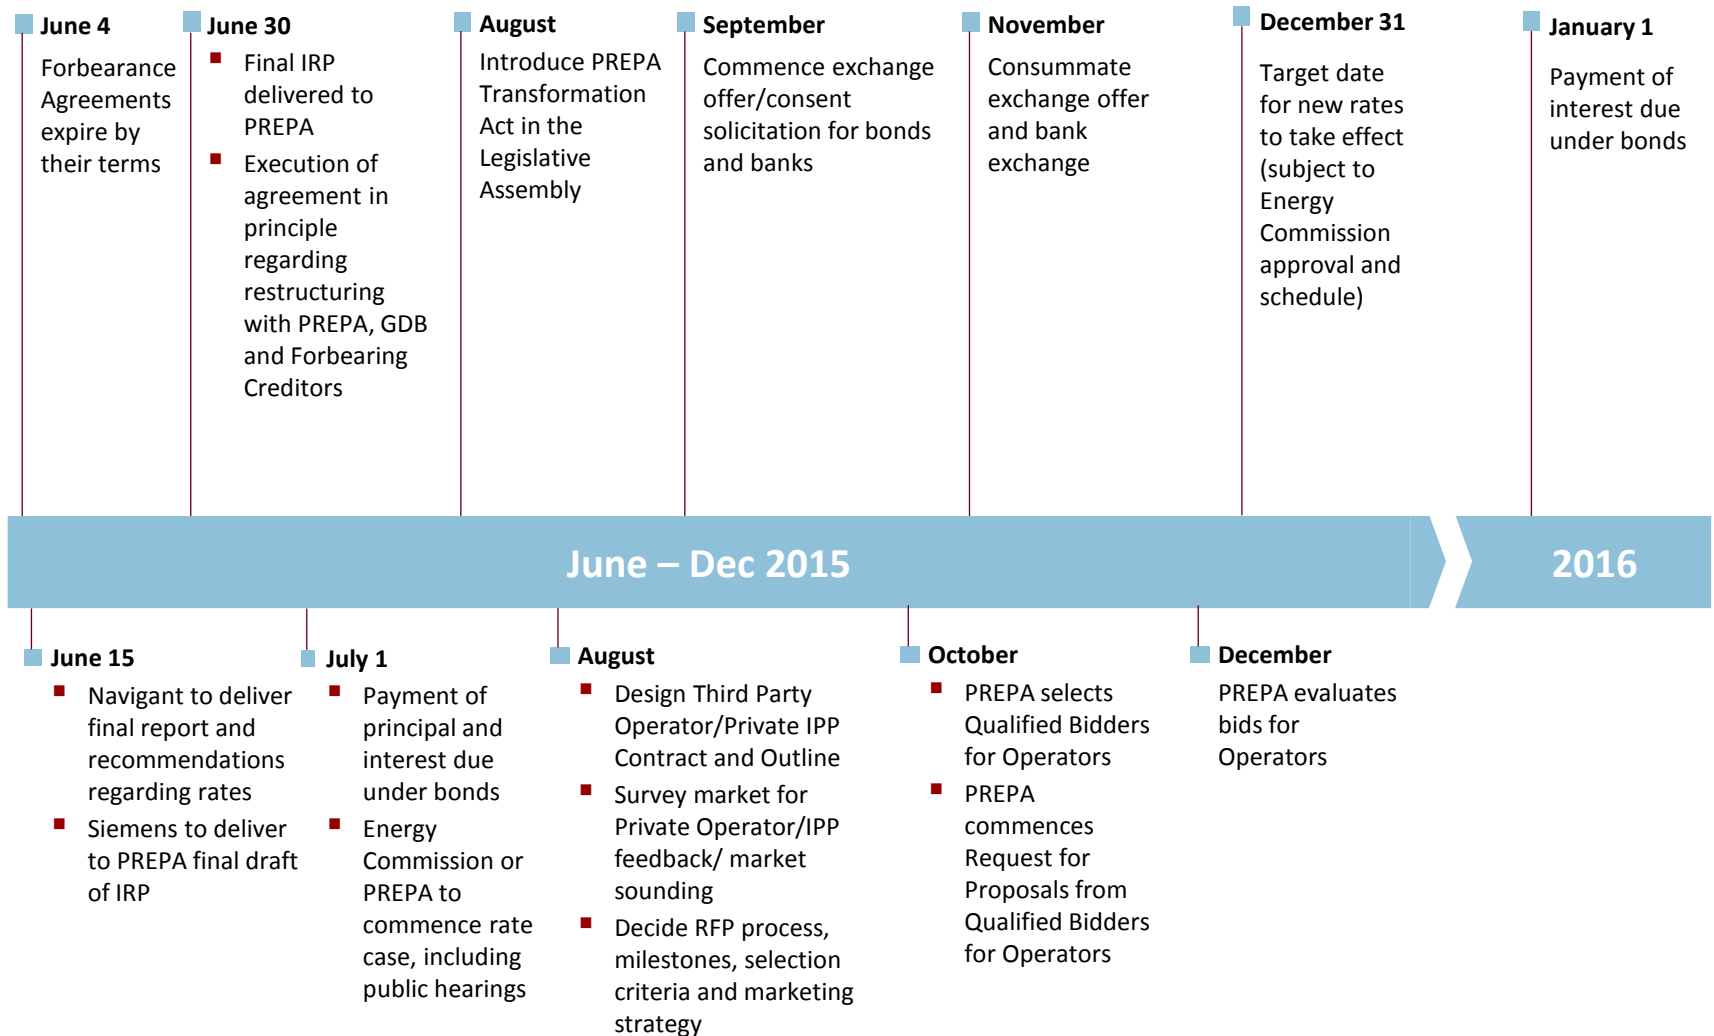 June 4
Forbearance
Agreements
expire by
their terms
June 30
Final IRP
delivered to
PREPA
Execution of
agreement in
principle
regarding
restructuring
with PREPA, GDB
and Forbearing
Creditors
August
Introduce PREPA
Transformation
Act in the
Legislative
Assembly
September
Commence exchange
offer/consent
solicitation for bonds
and banks
November
Consummate
exchange offer
and bank
exchange
December 31
Target date
for new rates
to take effect
(subject to
Energy
Commission
approval and
schedule)
January 1
Payment of
interest due
under bonds
June – Dec 2015
2016
June 15
Navigant to deliver
final report and
recommendations
regarding rates
Siemens to deliver
to PREPA final draft
of IRP
July 1
Payment of
principal and
interest due
under bonds
Energy
Commission or
PREPA to
commence rate
case, including
public hearings
August
Design Third Party
Operator/Private IPP
Contract and Outline
Survey market for
Private Operator/IPP
feedback/ market
sounding
Decide RFP process,
milestones, selection
criteria and marketing
strategy
October
PREPA selects
Qualified Bidders
for Operators
PREPA
commences
Request for
Proposals from
Qualified Bidders
for Operators
December
PREPA evaluates
bids for
Operators